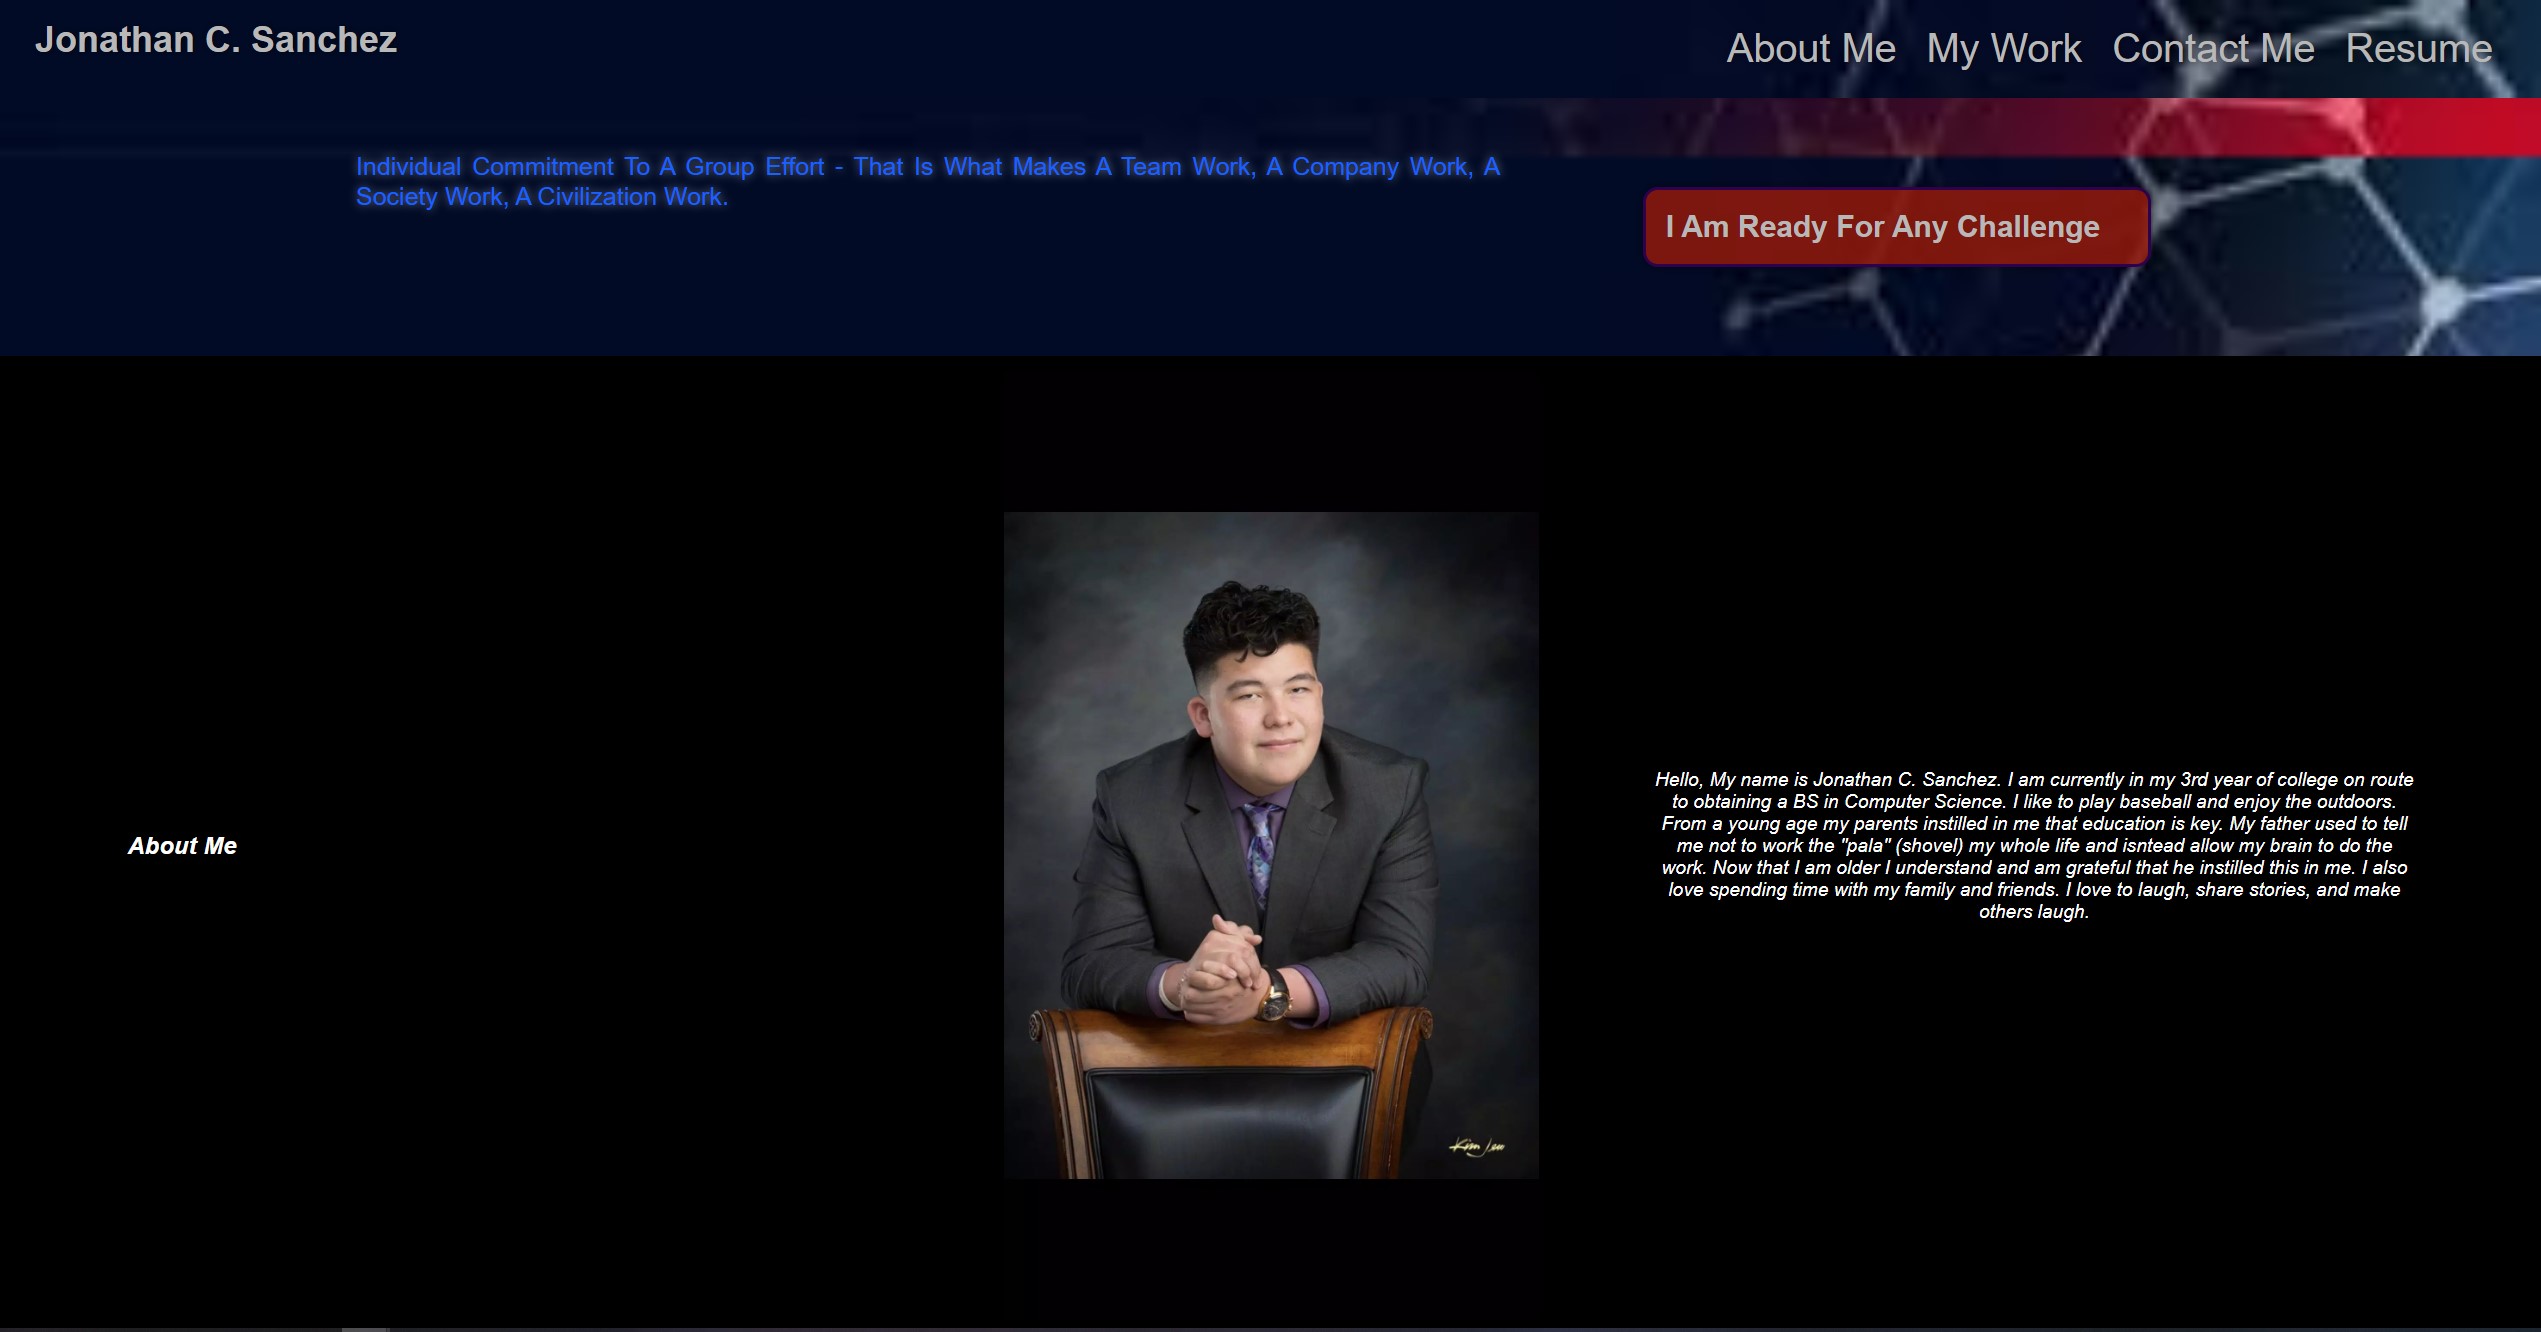 Jonathan C. Sanchez
About Me My Work Contact Me Resume
Individual Commitment To A Group Effort - That Is What Makes A Team Work, A Company Work, A
Society Work, A Civilization Work.
I Am Ready For Any Challenge
About Me
Hello, My name is Jonathan C. Sanchez. I am currently in my 3rd year of college on route
to obtaining a BS in Computer Science. I like to play baseball and enjoy the outdoors.
From a young age my parents instilled in me that education is key. My father used to tell
me not to work the "pala" (shovel) my whole life and isntead allow my brain to do the
work. Now that I am older I understand and am grateful that he instilled this in me. I also
love spending time with my family and friends. I love to laugh, share stories, and make
others laugh.